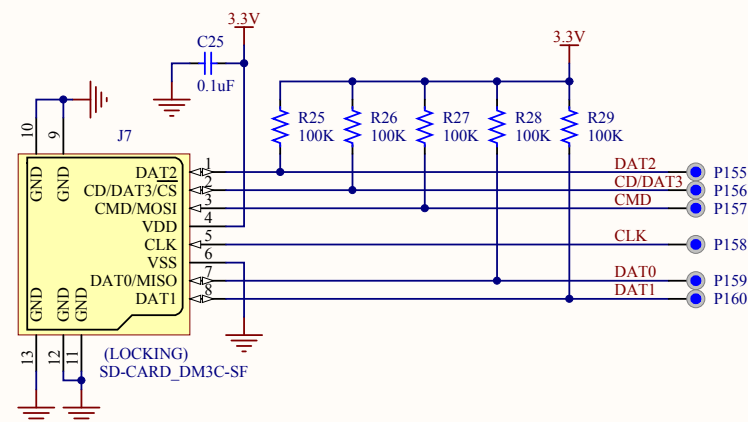 3.3V
C25
0.1uF
3.3V
R25
100K
R26
100K
R27
100K
R28
100K
R29
100K
10
9
J7
GND
GND
DAT2
1
DAT2
P155
CD/DAT3/CS
2
CD/DAT3
P156
CMD/MOSI
3
CMD
P157
VDD
4
CLK
5
CLK
P158
VSS
6
DAT0/MISO
7
DAT0
P159
DAT1
8
DAT1
P160
GND
GND
GND
13
12
11
(LOCKING)
SD-CARD_DM3C-SF